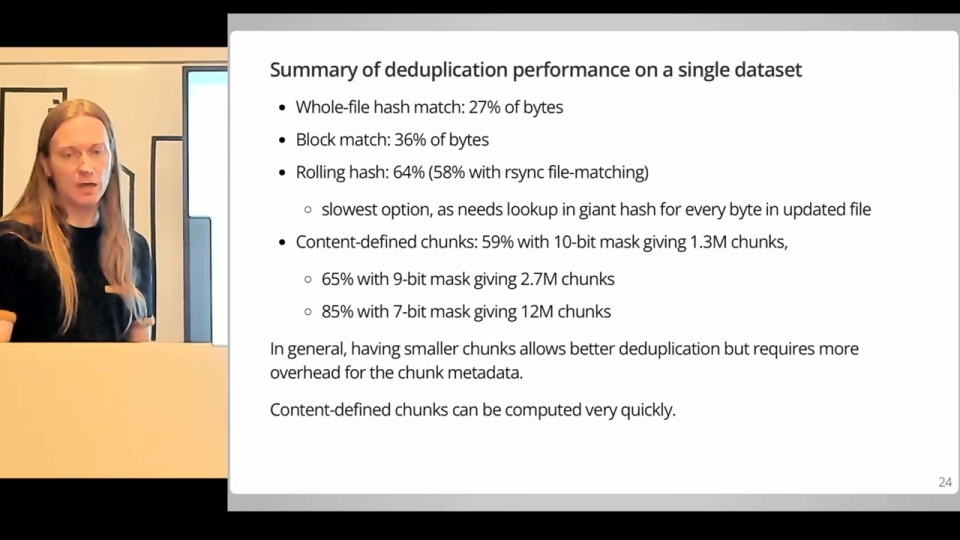 Summary of deduplication performance on a single dataset
• Whole-file hash match: 27% of bytes
• Block match: 36% of bytes
• Rolling hash: 64% (58% with rsync file-matching)
◦ slowest option, as needs lookup in giant hash for every byte in updated file
• Content-defined chunks: 59% with 10-bit mask giving 1.3M chunks,
◦ 65% with 9-bit mask giving 2.7M chunks
◦ 85% with 7-bit mask giving 12M chunks
In general, having smaller chunks allows better deduplication but requires more
overhead for the chunk metadata.
Content-defined chunks can be computed very quickly.
24